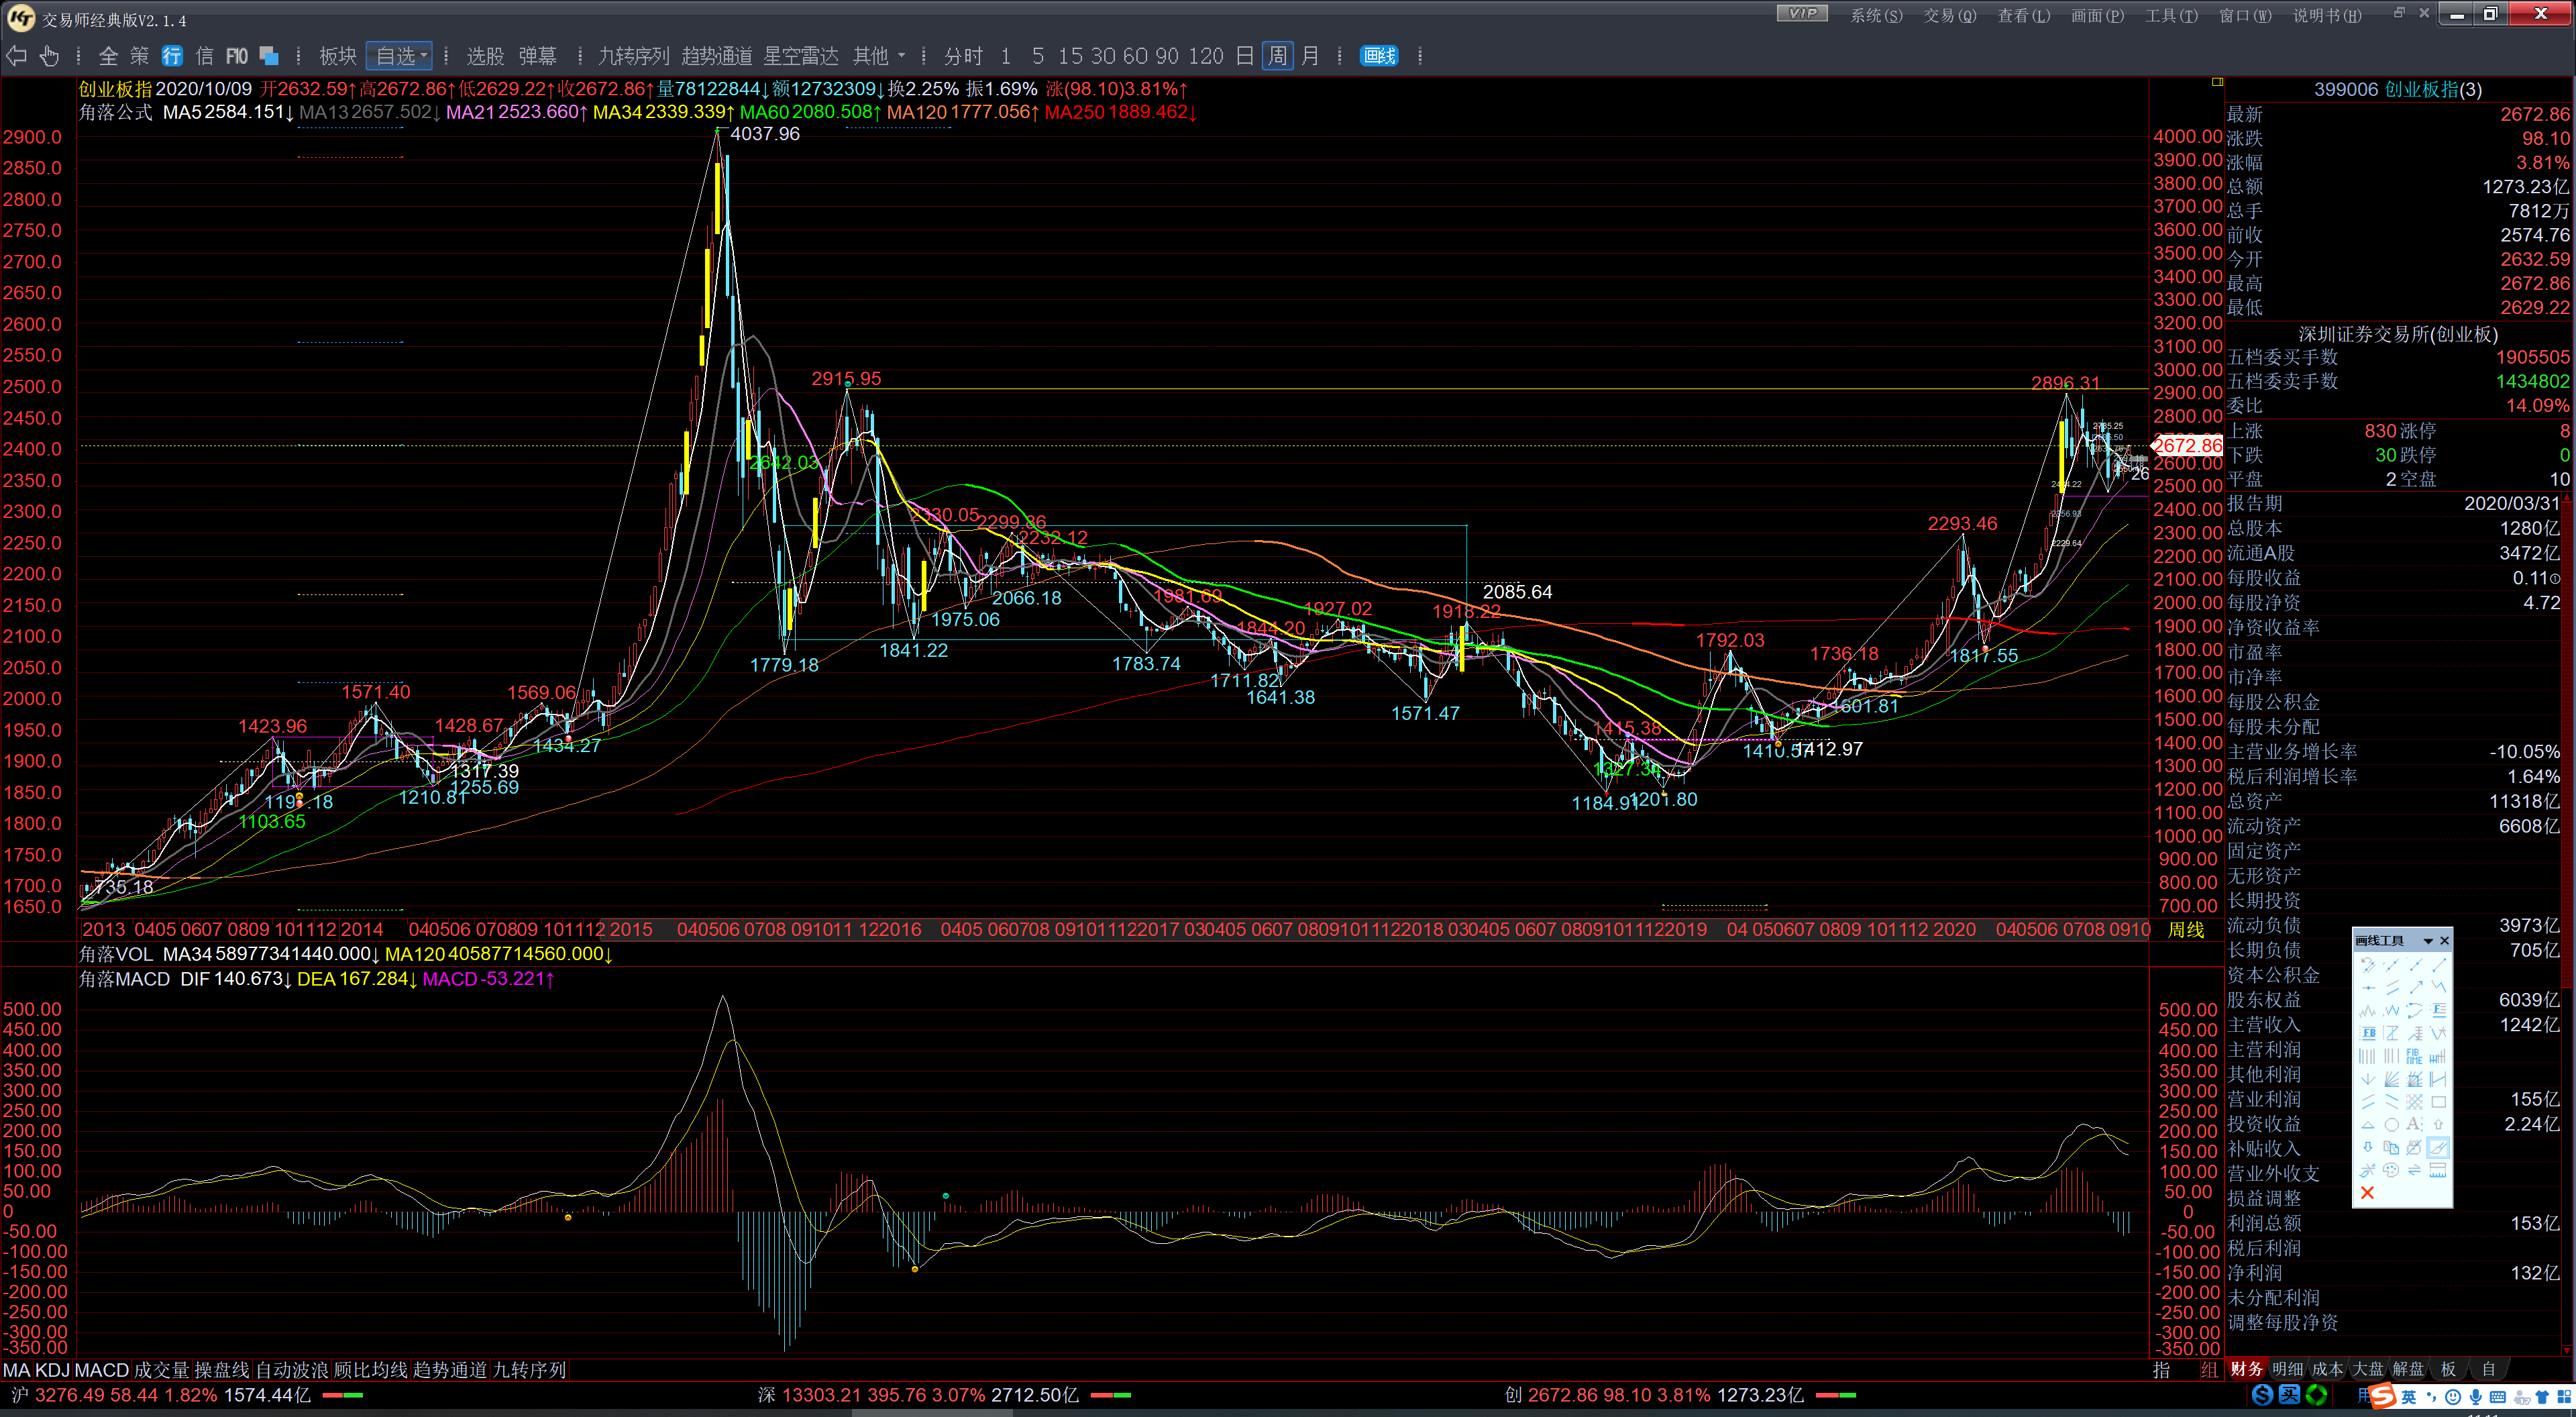 交易师经典版V2.1.4
VIP 系统(S) 交易(Q) 查看(L) 画面(P) 工具(T) 窗口(W) 说明书(H)
全 策 行 信 F10 板块 自选 选股 弹幕 九转序列 趋势通道 星空雷达 其他 分时 1 5 15 30 60 90 120 日 周 月 画线
创业板指 2020/10/09 开2632.59↑高2672.86↑低2629.22↑收2672.86↑量78122844↓额12732309↓换2.25% 振1.69% 涨(98.10)3.81%↑
角落公式 MA5 2584.151↓ MA13 2657.502↓ MA21 2523.660↑ MA34 2339.339↑ MA60 2080.508↑ MA120 1777.056↑ MA250 1889.462↓
2900.0
2850.0
2800.0
2750.0
2700.0
2650.0
2600.0
2550.0
2500.0
2450.0
2400.0
2350.0
2300.0
2250.0
2200.0
2150.0
2100.0
2050.0
2000.0
1950.0
1900.0
1850.0
1800.0
1750.0
1700.0
1650.0
4037.96
2915.95
2896.31
2642.03
2330.05
2299.86
2232.12
2293.46
2085.64
2066.18
1975.06
1981.69
1927.02
1918.22
1844.20
1841.22
1779.18
1783.74
1711.82
1641.38
1571.47
1792.03
1736.18
1817.55
1601.81
1571.40
1569.06
1423.96
1428.67
1434.27
1317.39
1255.69
1210.81
1103.65
735.18
1415.38
1412.97
1184.91
1201.80
2229.64
4000.00
3900.00
3800.00
3700.00
3600.00
3500.00
3400.00
3300.00
3200.00
3100.00
3000.00
2900.00
2800.00
2672.86
2600.00
2500.00
2400.00
2300.00
2200.00
2100.00
2000.00
1900.00
1800.00
1700.00
1600.00
1500.00
1400.00
1300.00
1200.00
1100.00
1000.00
900.00
800.00
700.00
2013 0405 0607 0809 101112 2014 040506 070809 101112 2015 040506 0708 091011 122016 0405 060708 091011122017 030405 0607 08091011122018 030405 0607 08091011122019 04 050607 0809 101112 2020 040506 0708 0910 周线
角落VOL MA34 58977341440.000↓ MA120 40587714560.000↓
角落MACD DIF 140.673↓ DEA 167.284↓ MACD -53.221↑
500.00 500.00
450.00 450.00
400.00 400.00
350.00 350.00
300.00 300.00
250.00 250.00
200.00 200.00
150.00 150.00
100.00 100.00
50.00 50.00
0 0
-50.00 -50.00
-100.00 -100.00
-150.00 -150.00
-200.00 -200.00
-250.00 -250.00
-300.00 -300.00
-350.00 -350.00
MA KDJ MACD 成交量 操盘线 自动波浪 顾比均线 趋势通道 九转序列 指 组
399006 创业板指(3)
最新 2672.86
涨跌 98.10
涨幅 3.81%
总额 1273.23亿
总手 7812万
前收 2574.76
今开 2632.59
最高 2672.86
最低 2629.22
深圳证券交易所(创业板)
五档委买手数 1905505
五档委卖手数 1434802
委比 14.09%
上涨 830 涨停 8
下跌 30 跌停 0
平盘 2 空盘 10
报告期 2020/03/31
总股本 1280亿
流通A股 3472亿
每股收益 0.11①
每股净资 4.72
净资收益率
市盈率
市净率
每股公积金
每股未分配
主营业务增长率 -10.05%
税后利润增长率 1.64%
总资产 11318亿
流动资产 6608亿
固定资产
无形资产
长期投资
流动负债 3973亿
长期负债 705亿
资本公积金
股东权益 6039亿
主营收入 1242亿
主营利润
其他利润
营业利润 155亿
投资收益 2.24亿
补贴收入
营业外收支
损益调整
利润总额 153亿
税后利润
净利润 132亿
未分配利润
调整每股净资
画线工具
财务 明细 成本 大盘 解盘 板 自
沪 3276.49 58.44 1.82% 1574.44亿 深 13303.21 395.76 3.07% 2712.50亿 创 2672.86 98.10 3.81% 1273.23亿
英